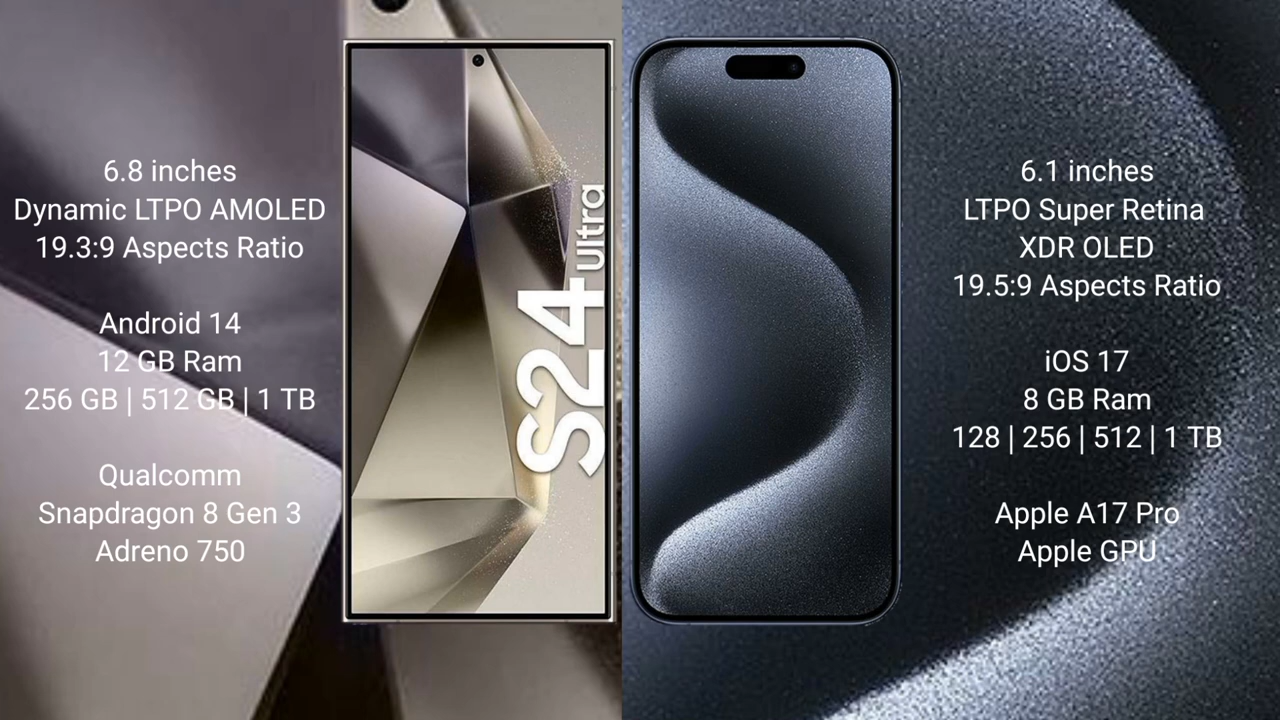 6.8 inches
Dynamic LTPO AMOLED
19.3:9 Aspects Ratio
Android 14
12 GB Ram
256 GB | 512 GB | 1 TB
Qualcomm
Snapdragon 8 Gen 3
Adreno 750
S24 ultra
6.1 inches
LTPO Super Retina
XDR OLED
19.5:9 Aspects Ratio
iOS 17
8 GB Ram
128 | 256 | 512 | 1 TB
Apple A17 Pro
Apple GPU